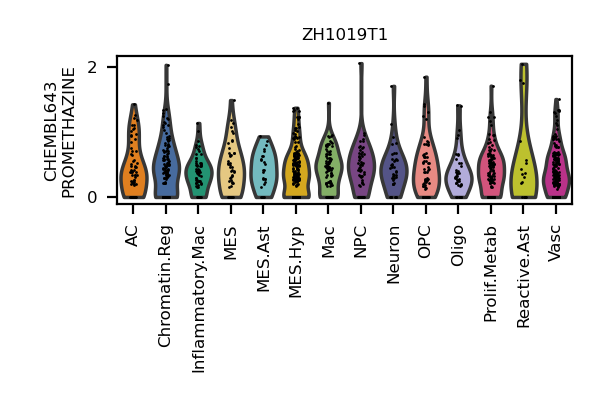 ZH1019T1
CHEMBL643
PROMETHAZINE
2
0
AC
Chromatin.Reg
Inflammatory.Mac
MES
MES.Ast
MES.Hyp
Mac
NPC
Neuron
OPC
Oligo
Prolif.Metab
Reactive.Ast
Vasc